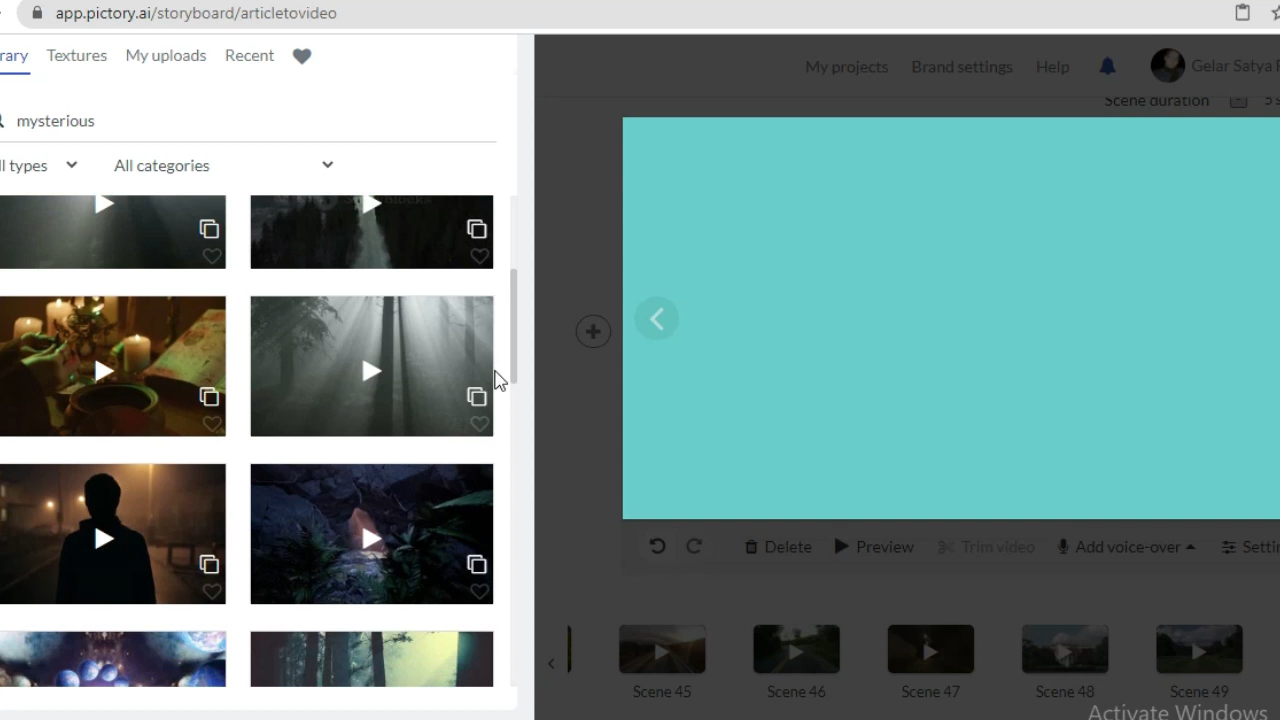 app.pictory.ai/storyboard/articletovideo
rary Textures My uploads Recent
My projects Brand settings Help Gelar Satya
Scene duration 5 s
mysterious
ll types All categories
Delete Preview Trim video Add voice-over Settin
Scene 45 Scene 46 Scene 47 Scene 48 Scene 49
Activate Windows